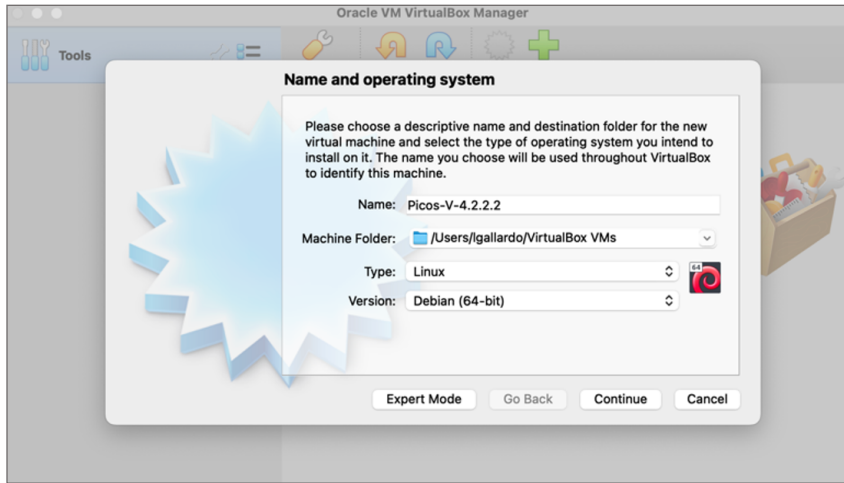 Oracle VM VirtualBox Manager
Tools
Name and operating system
Please choose a descriptive name and destination folder for the new
virtual machine and select the type of operating system you intend to
install on it. The name you choose will be used throughout VirtualBox
to identify this machine.
Name: Picos-V-4.2.2.2
Machine Folder: /Users/lgallardo/VirtualBox VMs
Type: Linux
64
Version: Debian (64-bit)
Expert Mode Go Back Continue Cancel